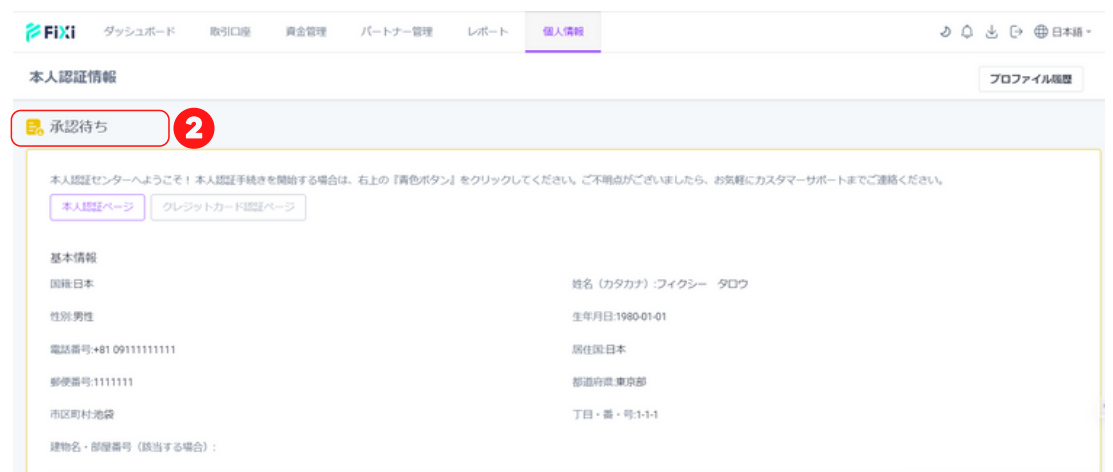 FiXi ダッシュボード 取引口座 資金管理 パートナー管理 レポート 個人情報 日本語
本人認証情報 プロファイル履歴
承認待ち 2
本人認証センターへようこそ！本人認証手続きを開始する場合は、右上の『青色ボタン』をクリックしてください。ご不明点がございましたら、お気軽にカスタマーサポートまでご連絡ください。
本人認証ページ クレジットカード認証ページ
基本情報
国籍:日本 姓名（カタカナ）:フィクシー　タロウ
性別:男性 生年月日:1980-01-01
電話番号:+81 09111111111 居住国:日本
郵便番号:1111111 都道府県:東京部
市区町村:池袋 丁目・番・号:1-1-1
建物名・部屋番号（該当する場合）: